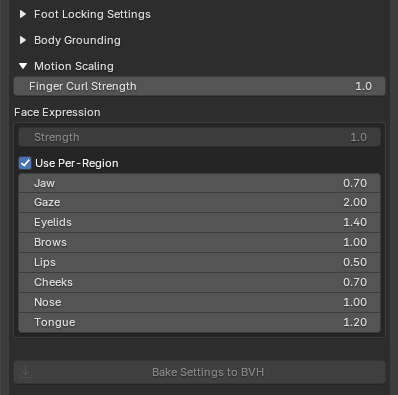 Foot Locking Settings
Body Grounding
Motion Scaling
Finger Curl Strength 1.0
Face Expression
Strength 1.0
Use Per-Region
Jaw 0.70
Gaze 2.00
Eyelids 1.40
Brows 1.00
Lips 0.50
Cheeks 0.70
Nose 1.00
Tongue 1.20
Bake Settings to BVH